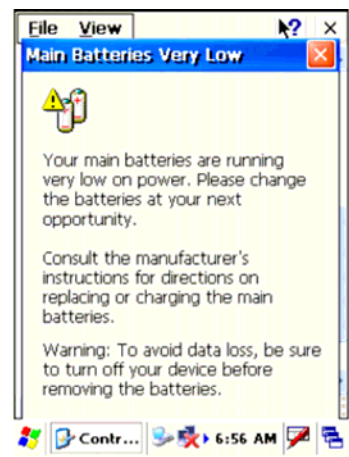 File View ?
Main Batteries Very Low
Your main batteries are running
very low on power. Please change
the batteries at your next
opportunity.
Consult the manufacturer's
instructions for directions on
replacing or charging the main
batteries.
Warning: To avoid data loss, be sure
to turn off your device before
removing the batteries.
Contr... 6:56 AM